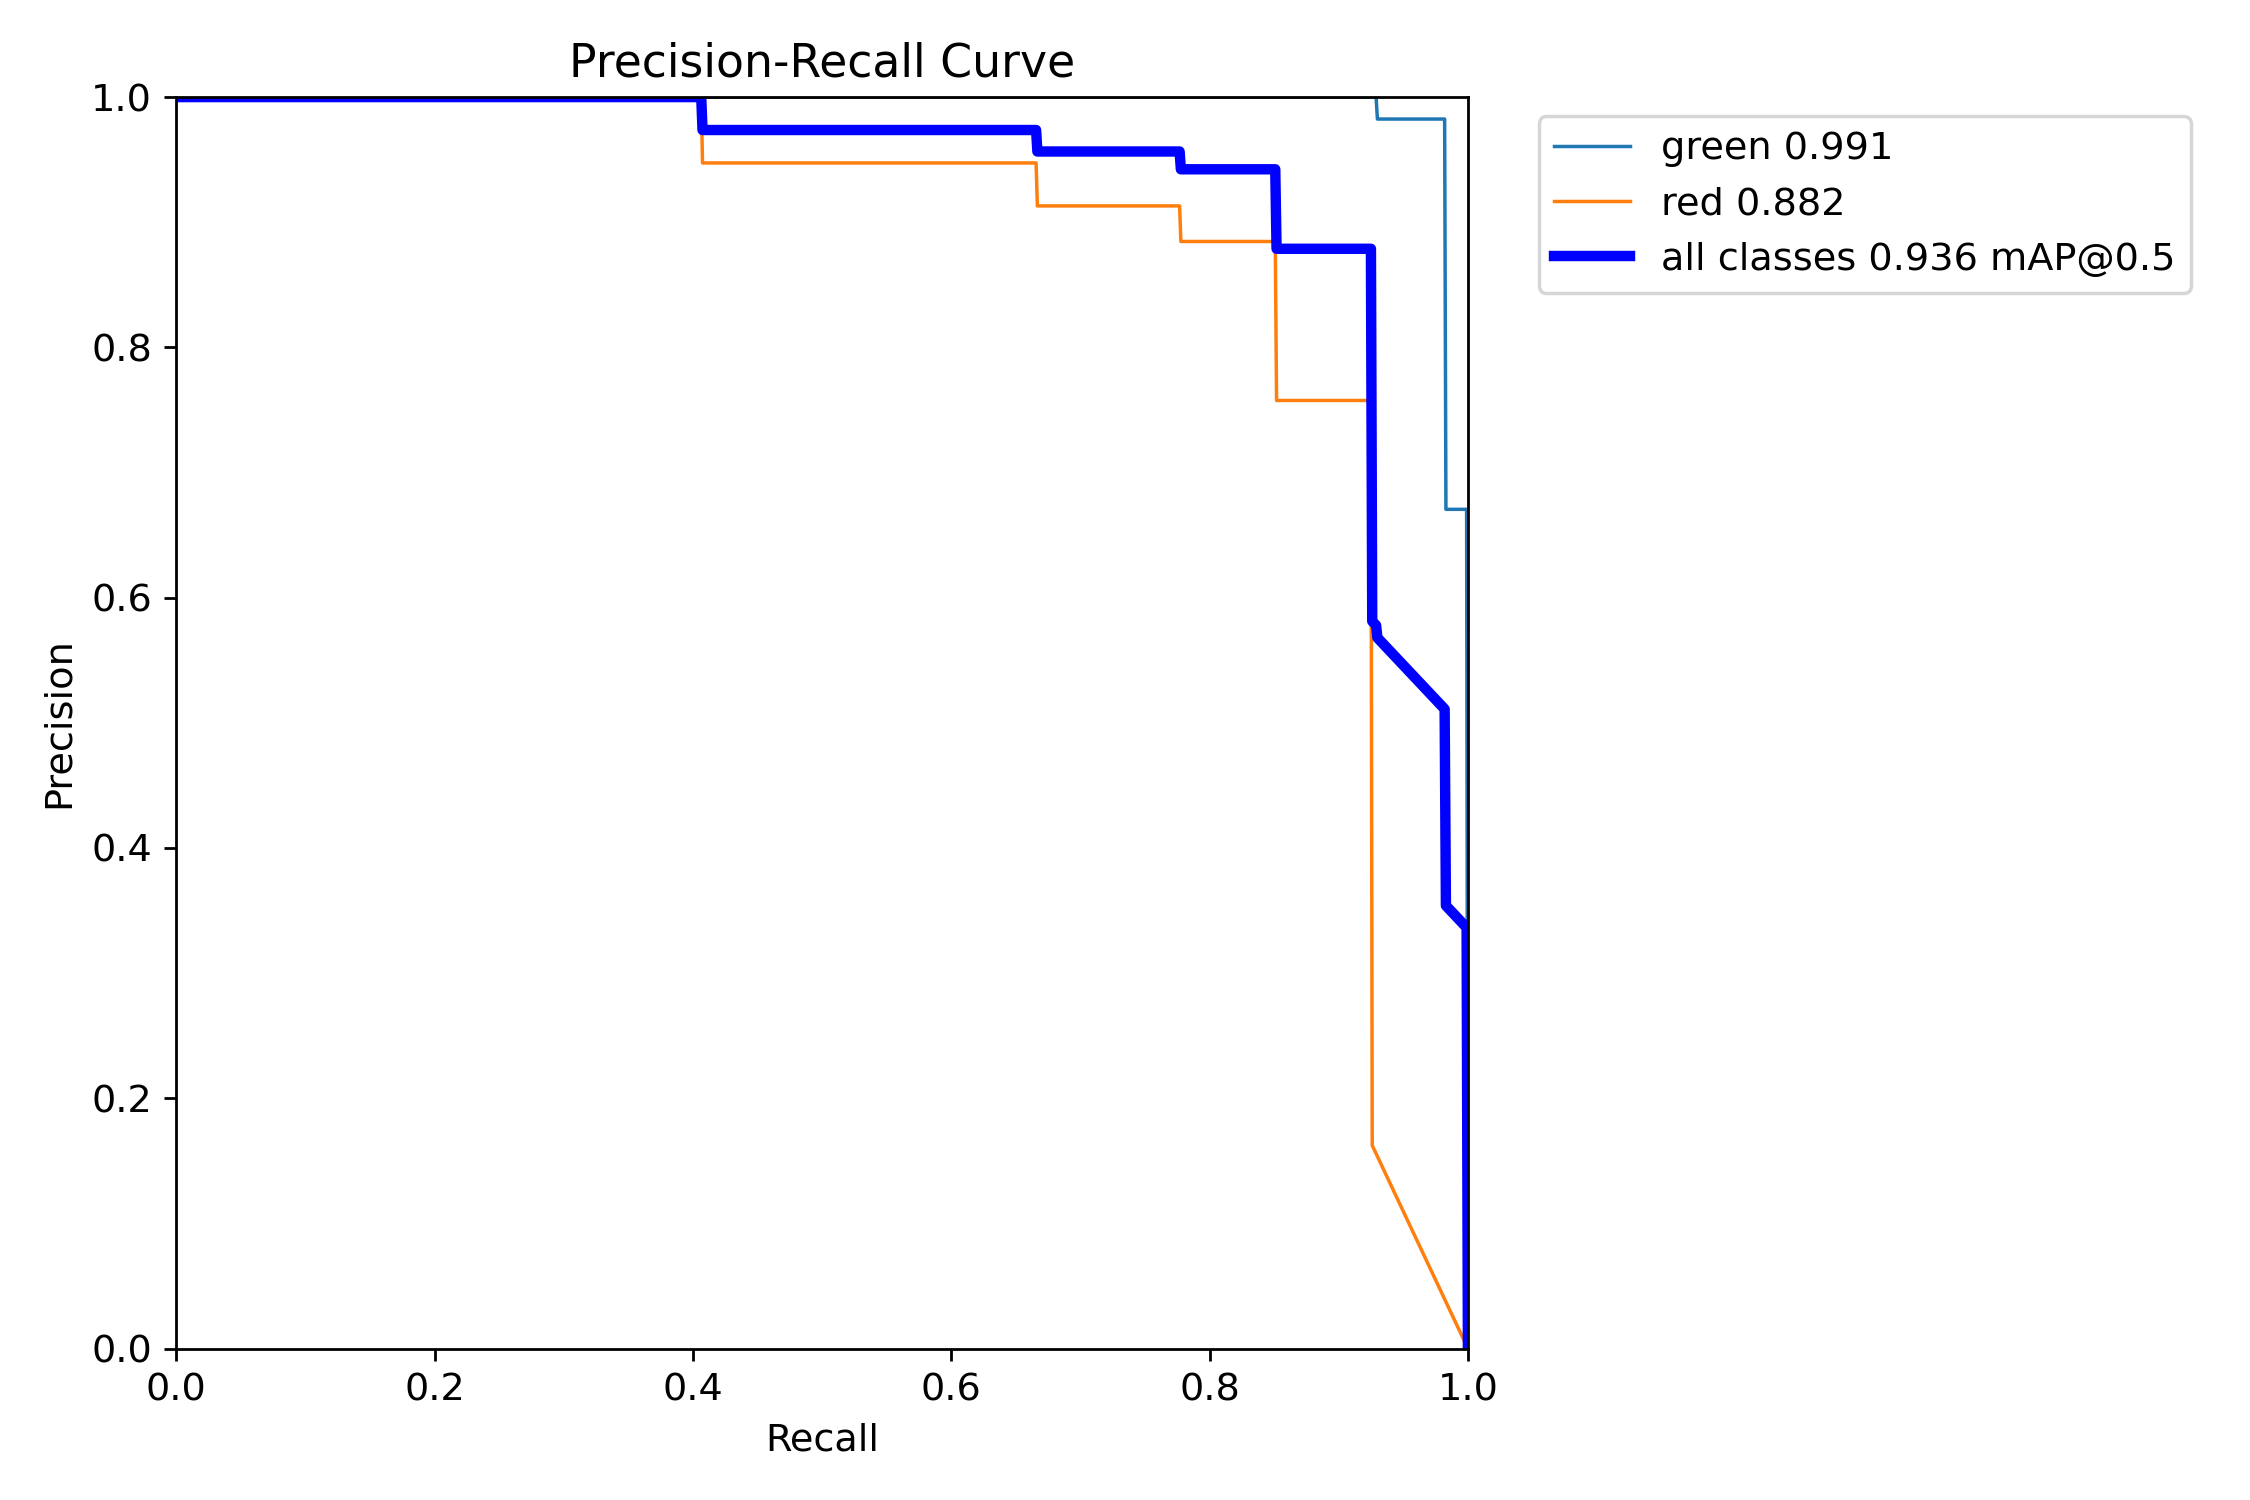 Precision-Recall Curve
1.0
0.8
0.6
0.4
0.2
0.0
Precision
0.0 0.2 0.4 0.6 0.8 1.0
Recall
green 0.991
red 0.882
all classes 0.936 mAP@0.5